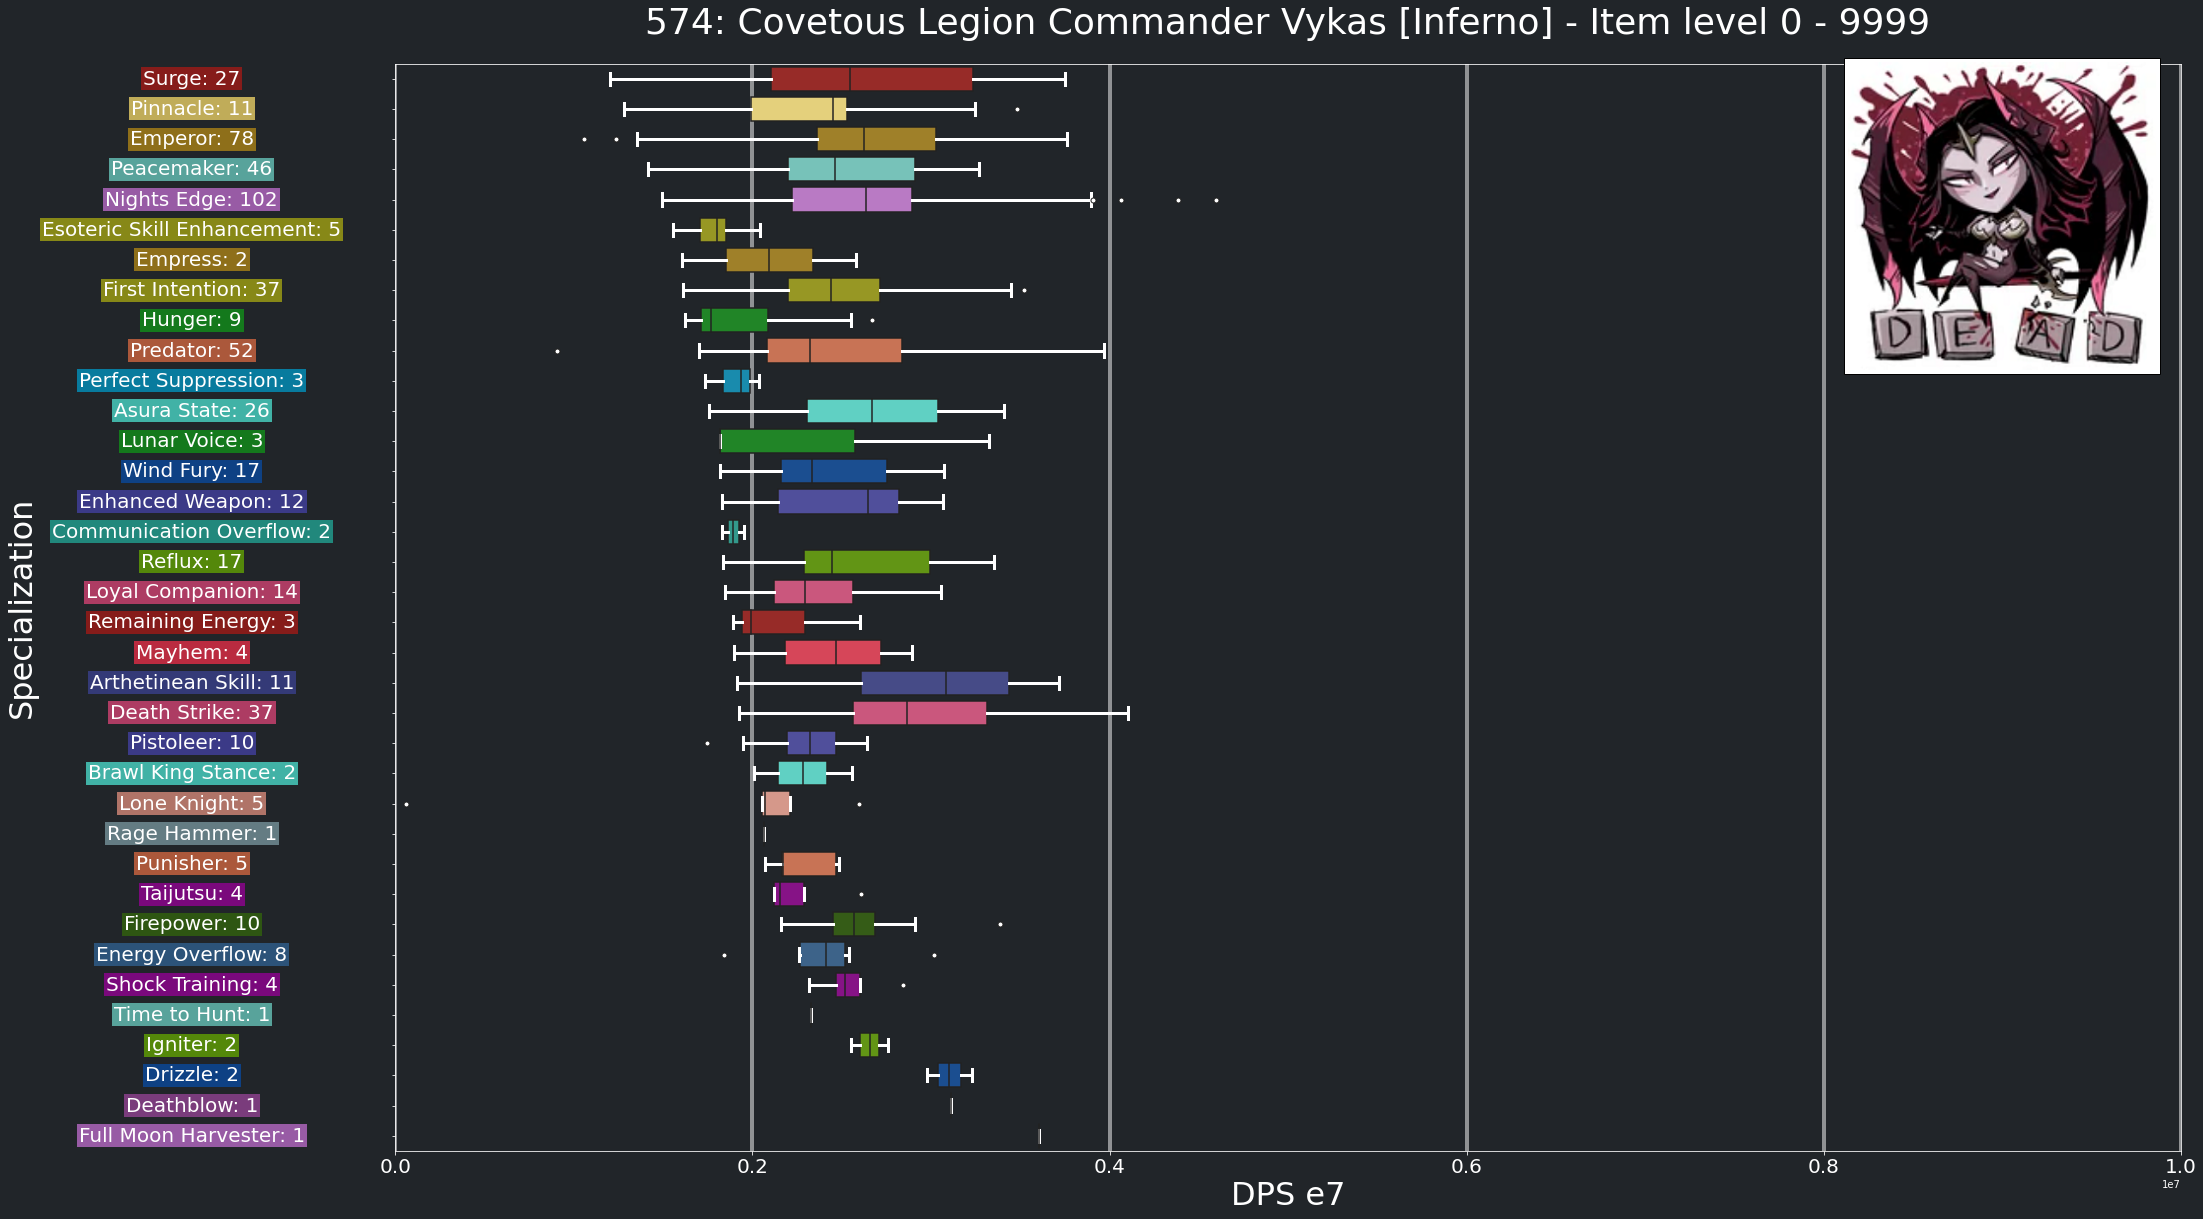 574: Covetous Legion Commander Vykas [Inferno] - Item level 0 - 9999
Surge: 27
Pinnacle: 11
Emperor: 78
Peacemaker: 46
Nights Edge: 102
Esoteric Skill Enhancement: 5
Empress: 2
First Intention: 37
Hunger: 9
Predator: 52
Perfect Suppression: 3
Asura State: 26
Lunar Voice: 3
Wind Fury: 17
Enhanced Weapon: 12
Communication Overflow: 2
Reflux: 17
Loyal Companion: 14
Remaining Energy: 3
Mayhem: 4
Arthetinean Skill: 11
Death Strike: 37
Pistoleer: 10
Brawl King Stance: 2
Lone Knight: 5
Rage Hammer: 1
Punisher: 5
Taijutsu: 4
Firepower: 10
Energy Overflow: 8
Shock Training: 4
Time to Hunt: 1
Igniter: 2
Drizzle: 2
Deathblow: 1
Full Moon Harvester: 1
Specialization
DEAD
0.0 0.2 0.4 0.6 0.8 1.0
1e7
DPS e7